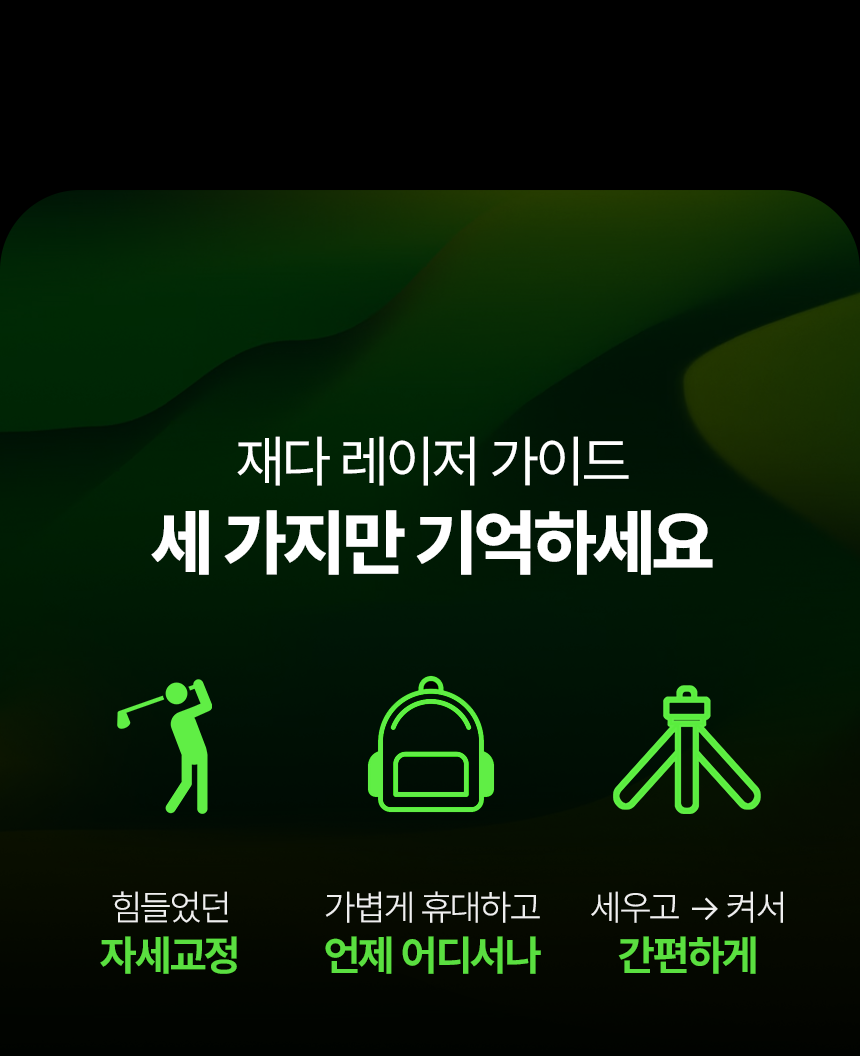 재다 레이저 가이드
세 가지만 기억하세요
힘들었던
자세교정
가볍게 휴대하고
언제 어디서나
세우고 → 켜서
간편하게